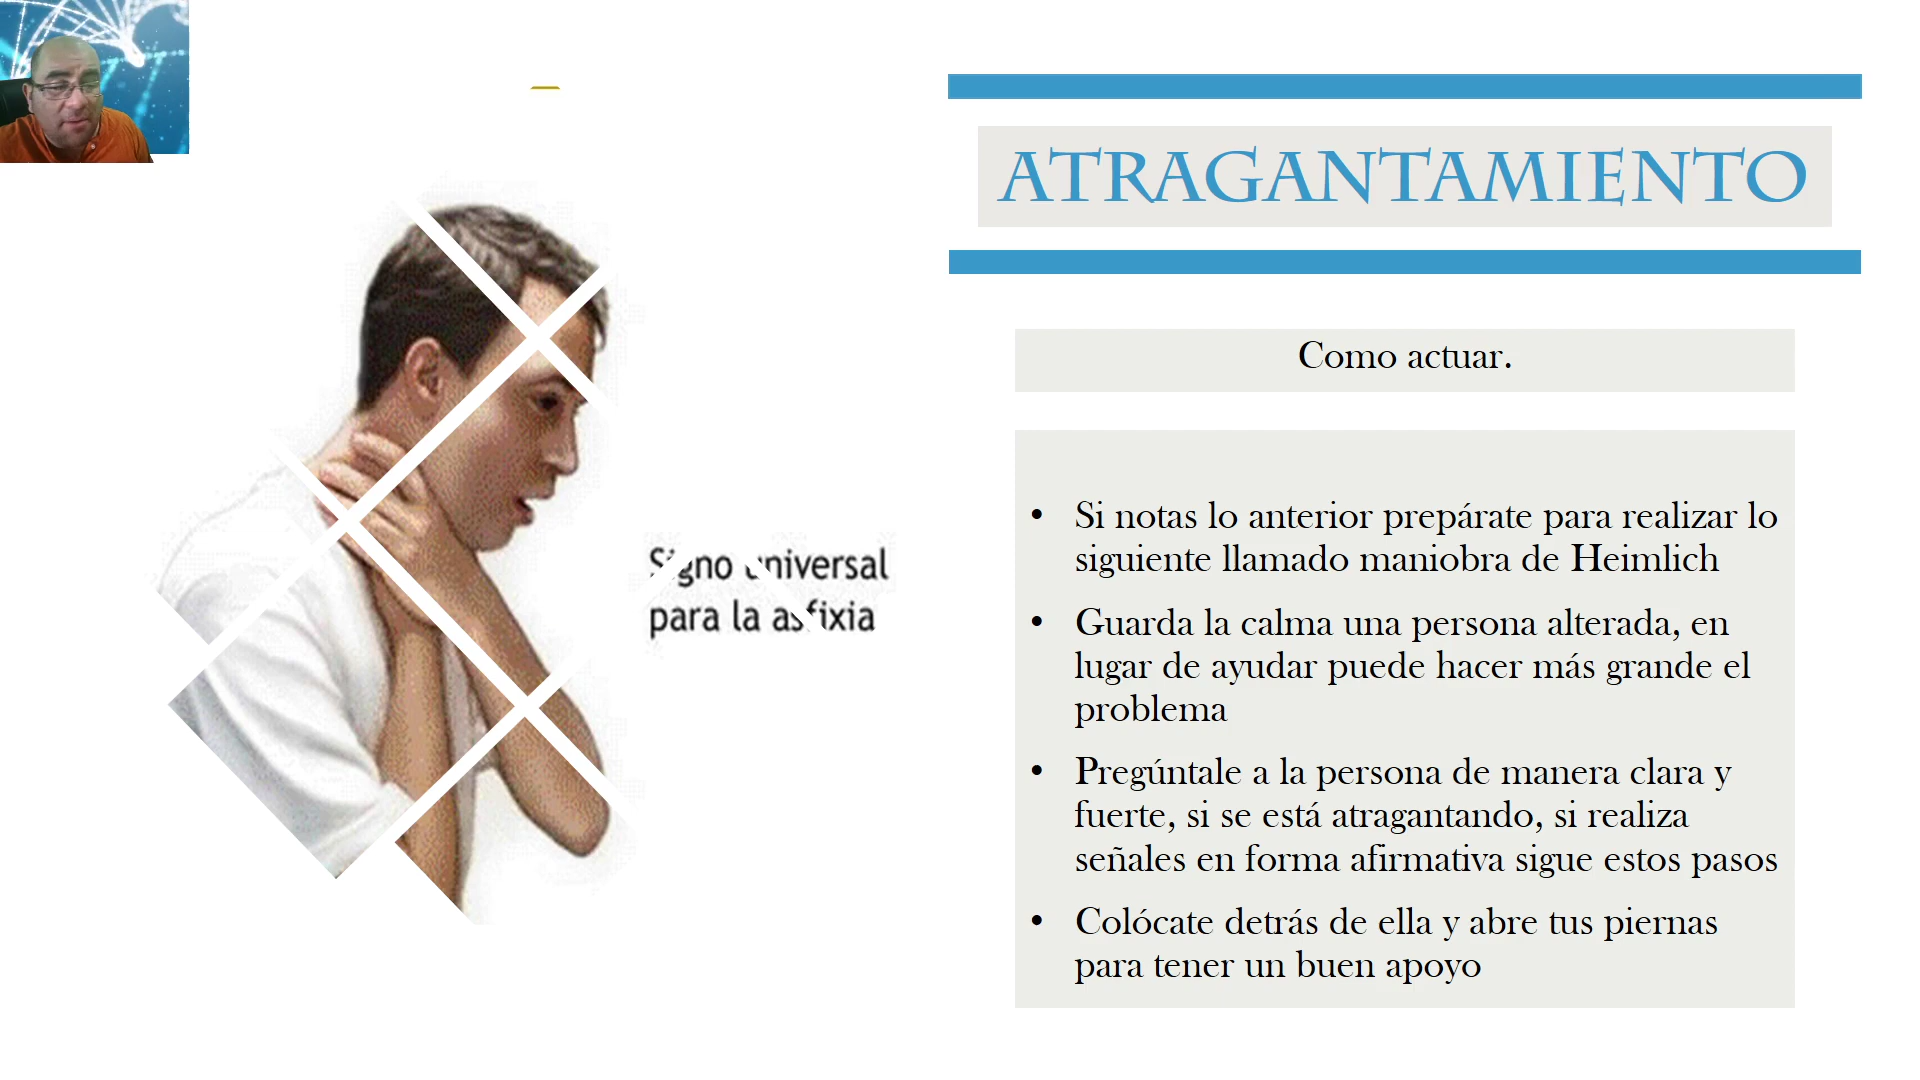 ATRAGANTAMIENTO
Como actuar.
• Si notas lo anterior prepárate para realizar lo
siguiente llamado maniobra de Heimlich
• Guarda la calma una persona alterada, en
lugar de ayudar puede hacer más grande el
problema
• Pregúntale a la persona de manera clara y
fuerte, si se está atragantando, si realiza
señales en forma afirmativa sigue estos pasos
• Colócate detrás de ella y abre tus piernas
para tener un buen apoyo
Signo universal
para la asfixia